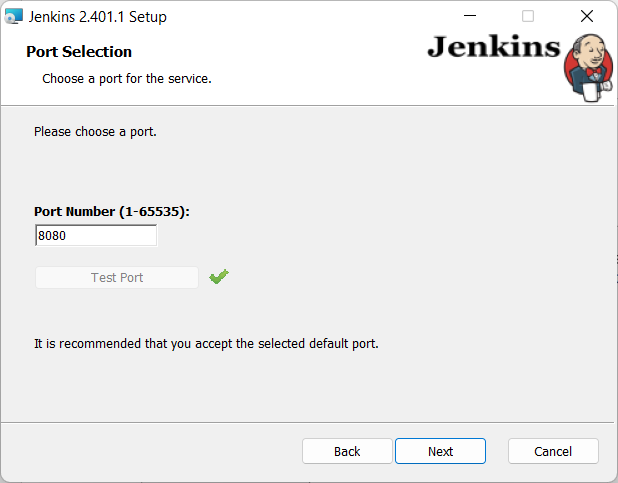 Jenkins 2.401.1 Setup
Port Selection
Choose a port for the service.
Jenkins
Please choose a port.
Port Number (1-65535):
8080
Test Port
It is recommended that you accept the selected default port.
Back
Next
Cancel